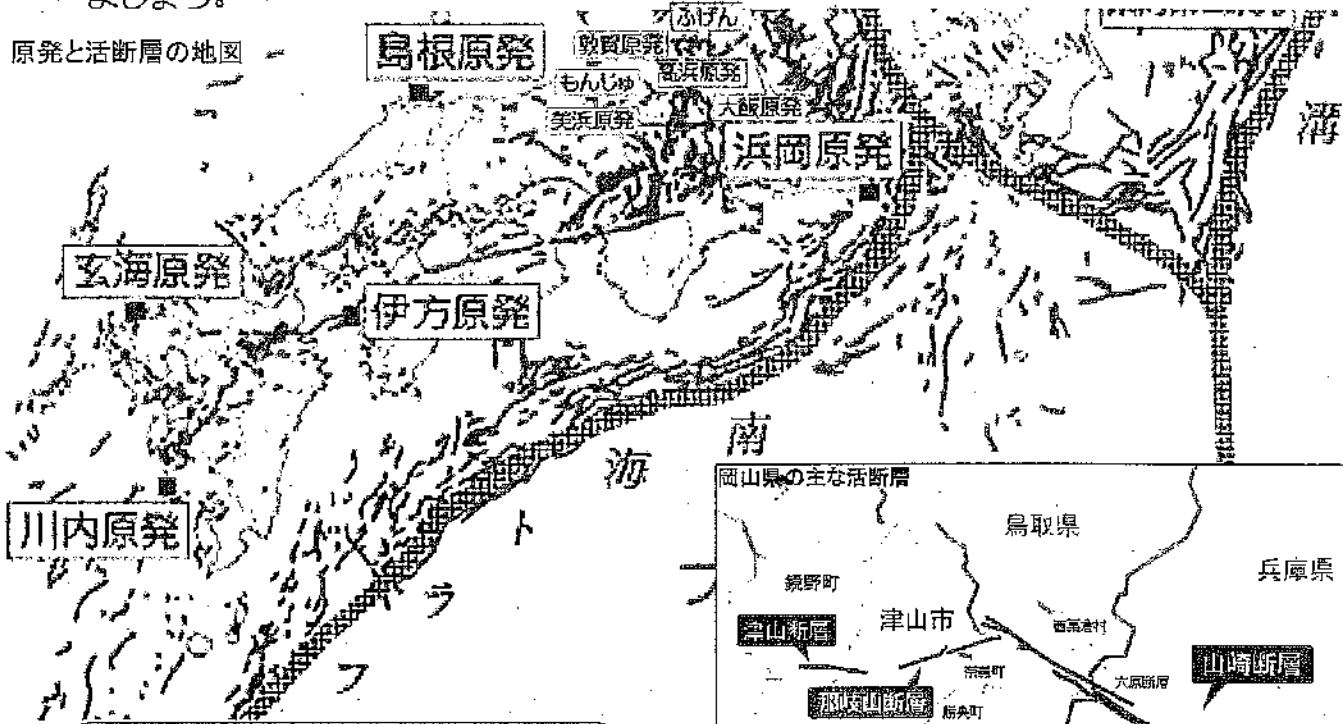 ましょう。
原発と活断層の地図
島根原発
ふげん
敦賀原発
高浜原発
もんじゅ
大飯原発
美浜原発
浜岡原発
溝
玄海原発
伊方原発
南
海
ト
ラ
フ
川内原発
岡山県の主な活断層
鳥取県
兵庫県
鏡野町
津山市
西粟倉村
津山断層
奈義町
大原断層
山崎断層
那岐山断層
勝央町